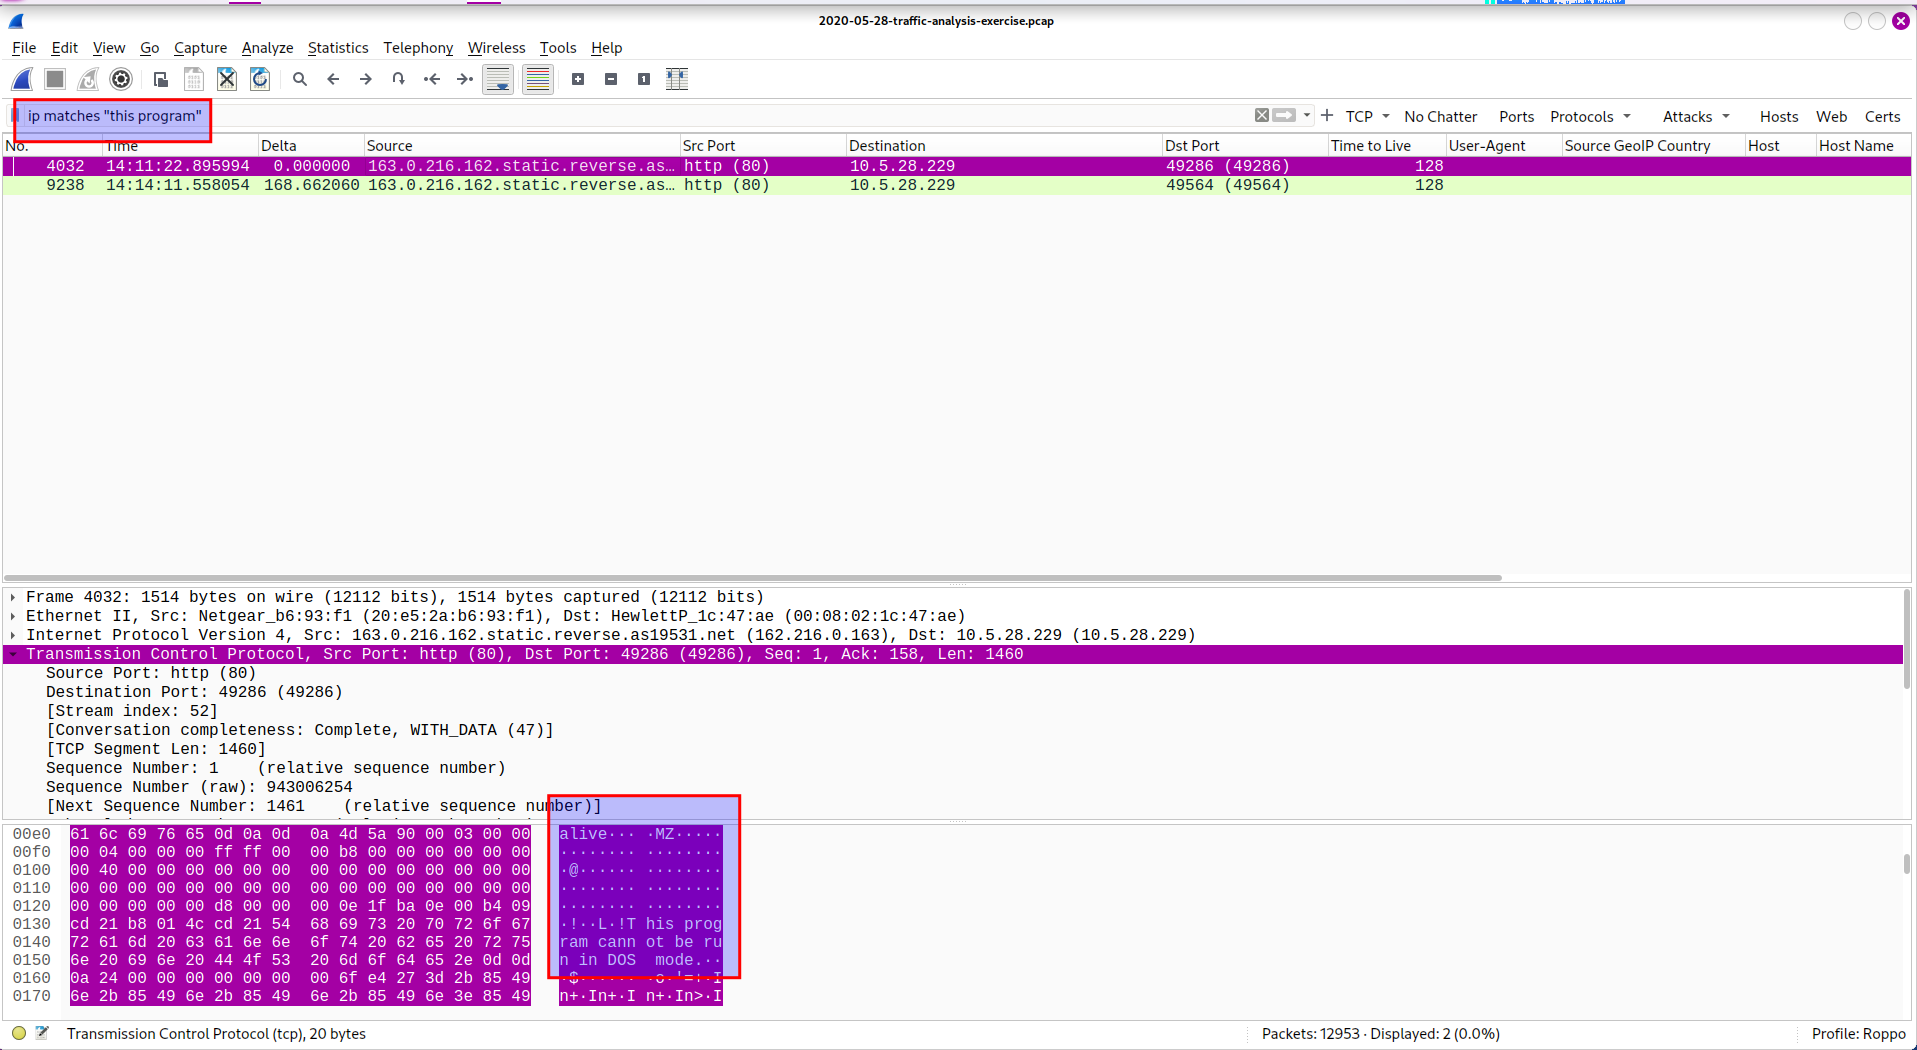 2020-05-28-traffic-analysis-exercise.pcap
File Edit View Go Capture Analyze Statistics Telephony Wireless Tools Help
ip matches "this program"
TCP No Chatter Ports Protocols Attacks Hosts Web Certs
No. Time Delta Source Src Port Destination Dst Port Time to Live User-Agent Source GeoIP Country Host Host Name
4032 14:11:22.895994 0.000000 163.0.216.162.static.reverse.as… http (80) 10.5.28.229 49286 (49286) 128
9238 14:14:11.558054 168.662060 163.0.216.162.static.reverse.as… http (80) 10.5.28.229 49564 (49564) 128
Frame 4032: 1514 bytes on wire (12112 bits), 1514 bytes captured (12112 bits)
Ethernet II, Src: Netgear_b6:93:f1 (20:e5:2a:b6:93:f1), Dst: HewlettP_1c:47:ae (00:08:02:1c:47:ae)
Internet Protocol Version 4, Src: 163.0.216.162.static.reverse.as19531.net (162.216.0.163), Dst: 10.5.28.229 (10.5.28.229)
Transmission Control Protocol, Src Port: http (80), Dst Port: 49286 (49286), Seq: 1, Ack: 158, Len: 1460
Source Port: http (80)
Destination Port: 49286 (49286)
[Stream index: 52]
[Conversation completeness: Complete, WITH_DATA (47)]
[TCP Segment Len: 1460]
Sequence Number: 1 (relative sequence number)
Sequence Number (raw): 943006254
[Next Sequence Number: 1461 (relative sequence number)]
00e0 61 6c 69 76 65 0d 0a 0d 0a 4d 5a 90 00 03 00 00 alive··· ·MZ·····
00f0 00 04 00 00 00 ff ff 00 00 b8 00 00 00 00 00 00 ········ ········
0100 00 40 00 00 00 00 00 00 00 00 00 00 00 00 00 00 ·@······ ········
0110 00 00 00 00 00 00 00 00 00 00 00 00 00 00 00 00 ········ ········
0120 00 00 00 00 00 d8 00 00 00 0e 1f ba 0e 00 b4 09 ········ ········
0130 cd 21 b8 01 4c cd 21 54 68 69 73 20 70 72 6f 67 ·!··L·!T his prog
0140 72 61 6d 20 63 61 6e 6e 6f 74 20 62 65 20 72 75 ram cann ot be ru
0150 6e 20 69 6e 20 44 4f 53 20 6d 6f 64 65 2e 0d 0d n in DOS mode.··
0160 0a 24 00 00 00 00 00 00 00 6f e4 27 3d 2b 85 49 ·$······ ·o·'=+·I
0170 6e 2b 85 49 6e 2b 85 49 6e 2b 85 49 6e 3e 85 49 n+·In+·I n+·In>·I
Transmission Control Protocol (tcp), 20 bytes Packets: 12953 · Displayed: 2 (0.0%) Profile: Roppo